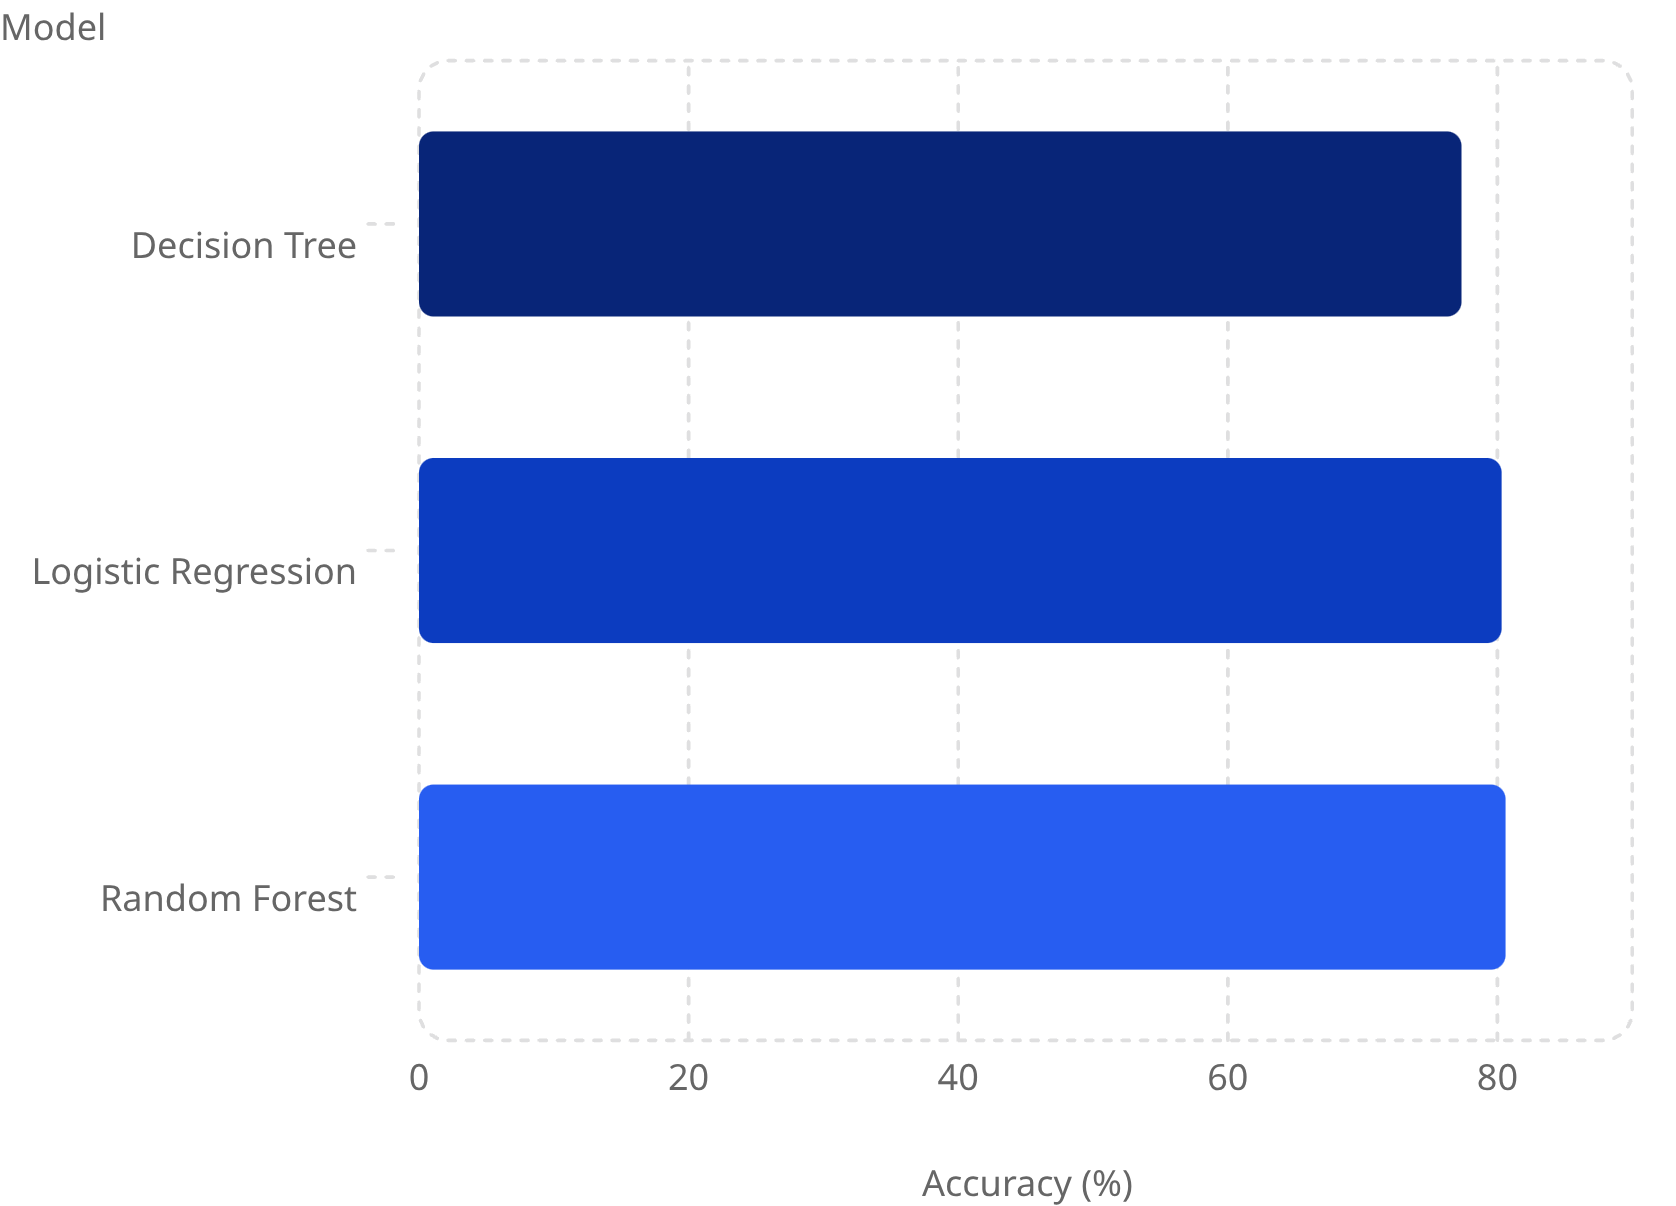 Model
Decision Tree
Logistic Regression
Random Forest
0 20 40 60 80
Accuracy (%)